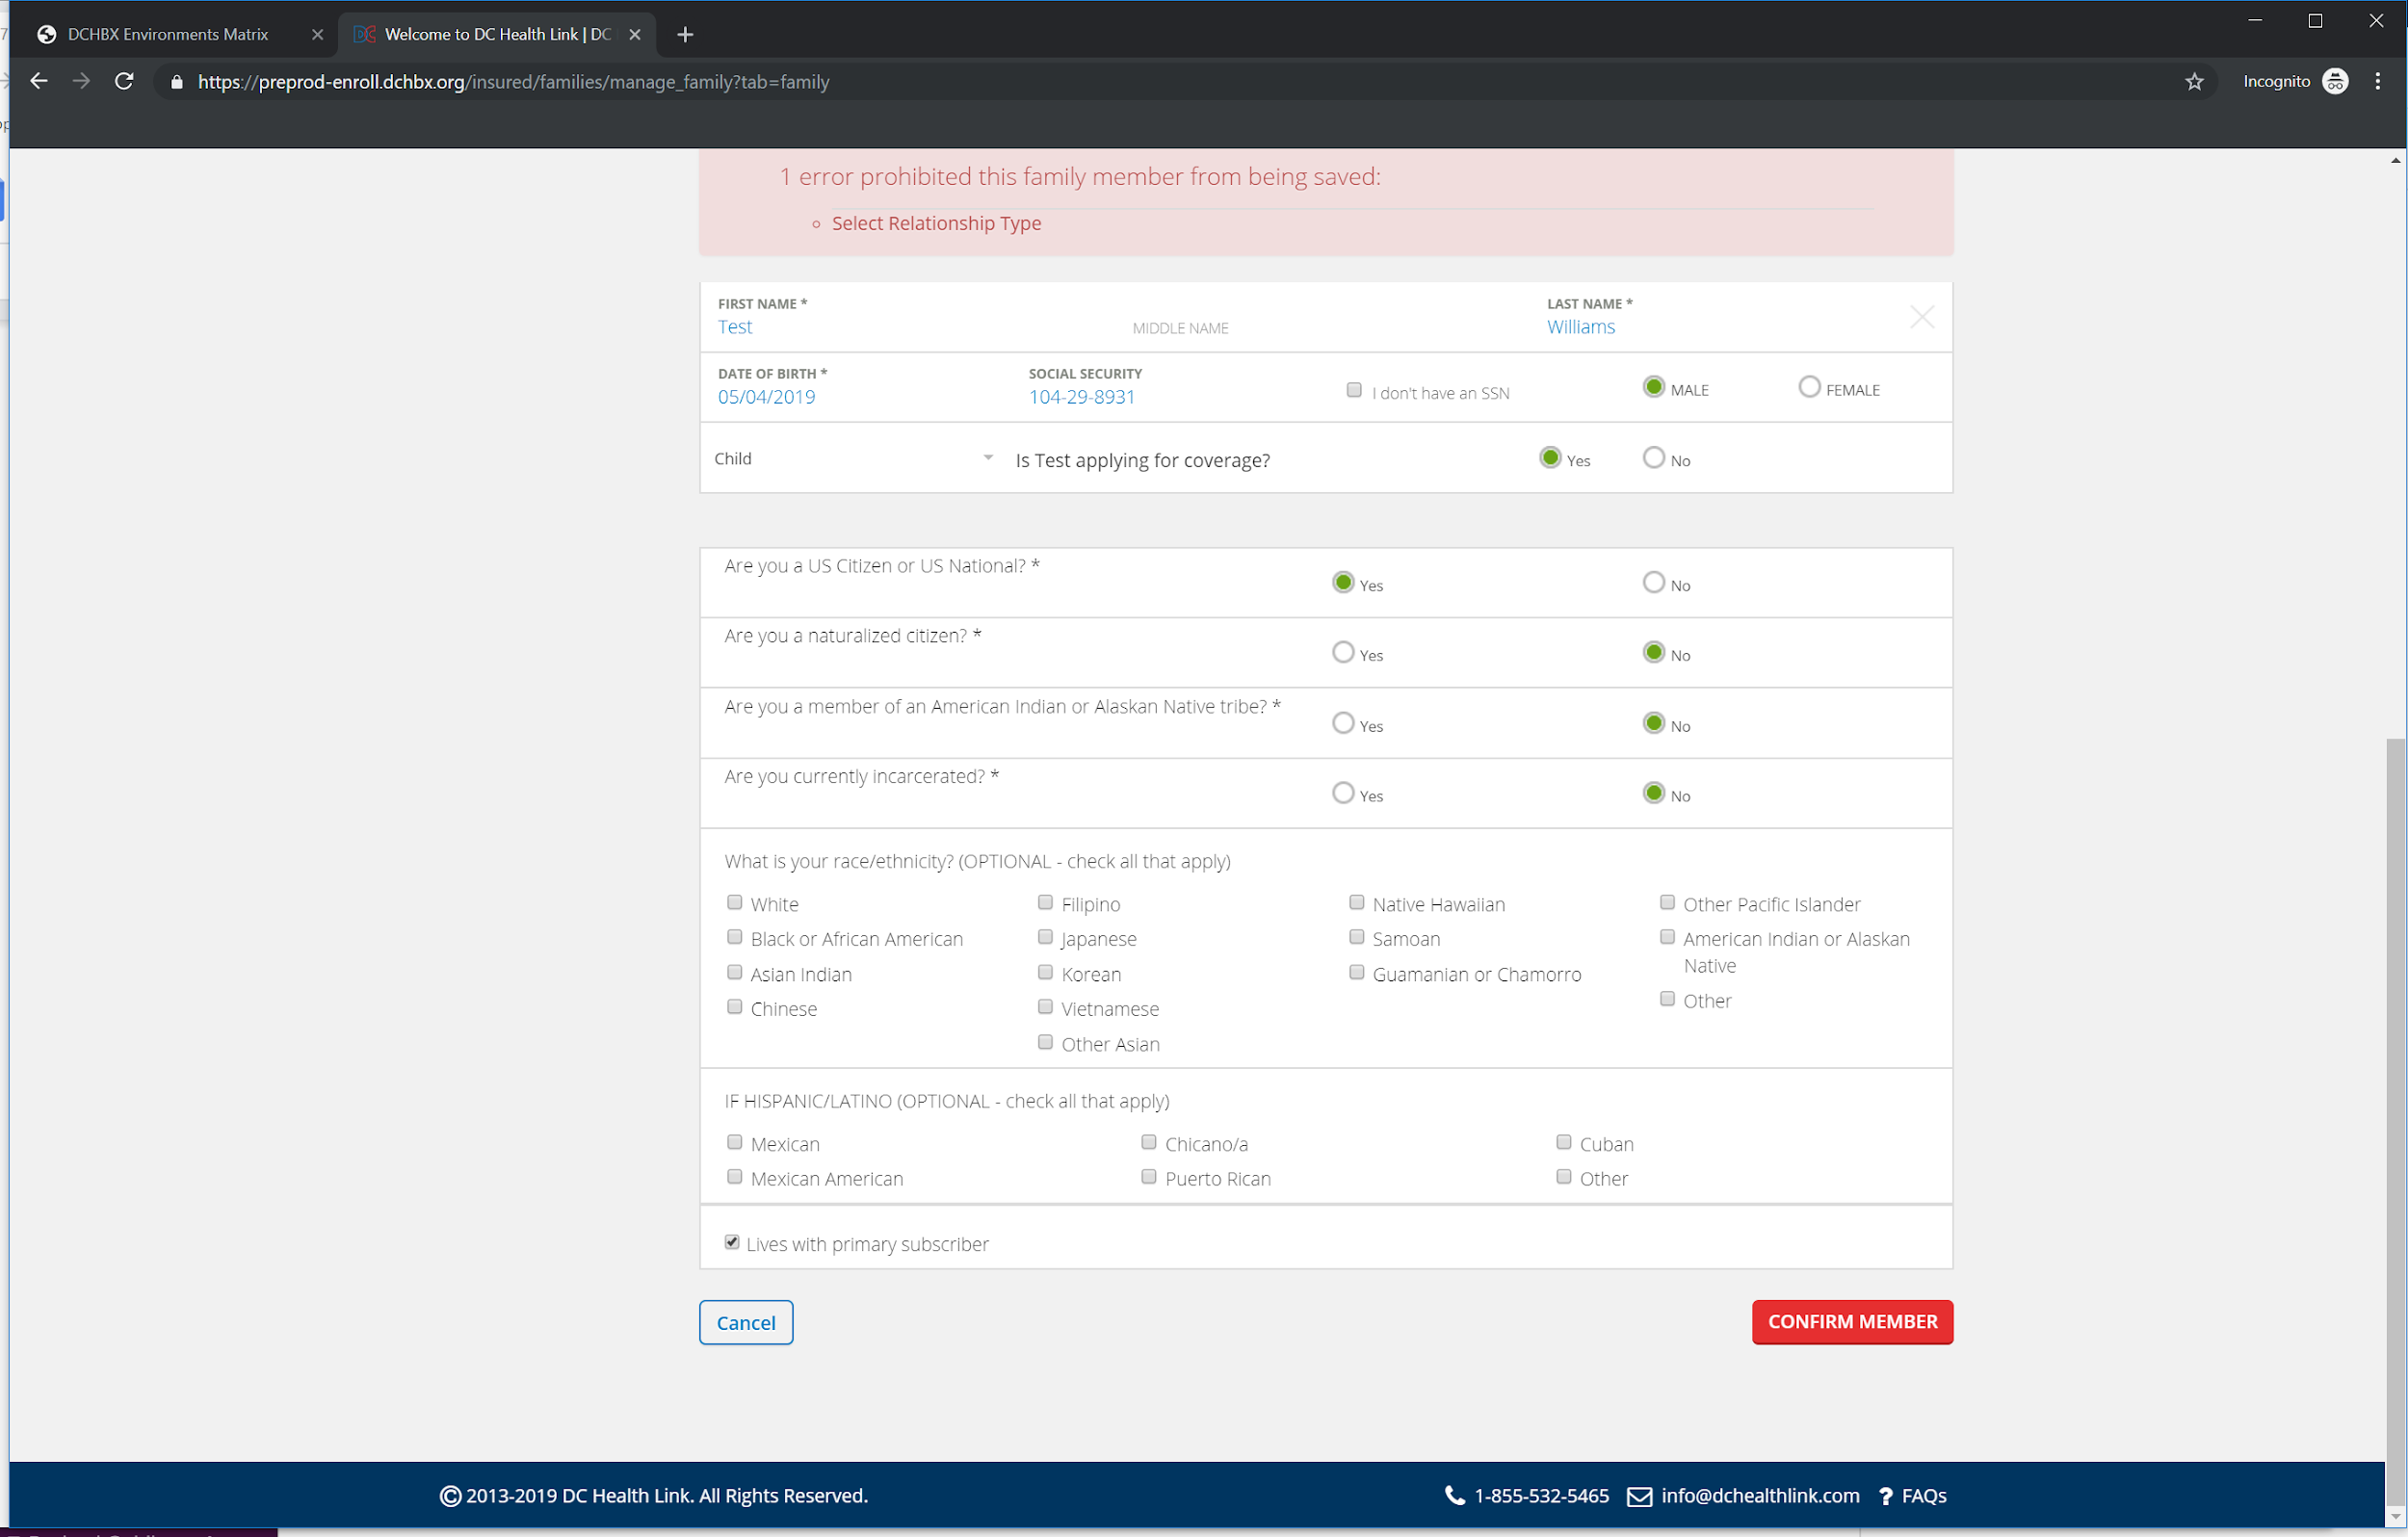 DCHBX Environments Matrix
Welcome to DC Health Link | DC
https://preprod-enroll.dchbx.org/insured/families/manage_family?tab=family
Incognito
1 error prohibited this family member from being saved:
Select Relationship Type
FIRST NAME * LAST NAME *
Test MIDDLE NAME Williams
DATE OF BIRTH * SOCIAL SECURITY
05/04/2019 104-29-8931 I don't have an SSN MALE FEMALE
Child Is Test applying for coverage? Yes No
Are you a US Citizen or US National? *
Yes No
Are you a naturalized citizen? *
Yes No
Are you a member of an American Indian or Alaskan Native tribe? *
Yes No
Are you currently incarcerated? *
Yes No
What is your race/ethnicity? (OPTIONAL - check all that apply)
White Filipino Native Hawaiian Other Pacific Islander
Black or African American Japanese Samoan American Indian or Alaskan
Native
Asian Indian Korean Guamanian or Chamorro
Chinese Vietnamese Other
Other Asian
IF HISPANIC/LATINO (OPTIONAL - check all that apply)
Mexican Chicano/a Cuban
Mexican American Puerto Rican Other
Lives with primary subscriber
Cancel CONFIRM MEMBER
© 2013-2019 DC Health Link. All Rights Reserved. 1-855-532-5465 info@dchealthlink.com ? FAQs